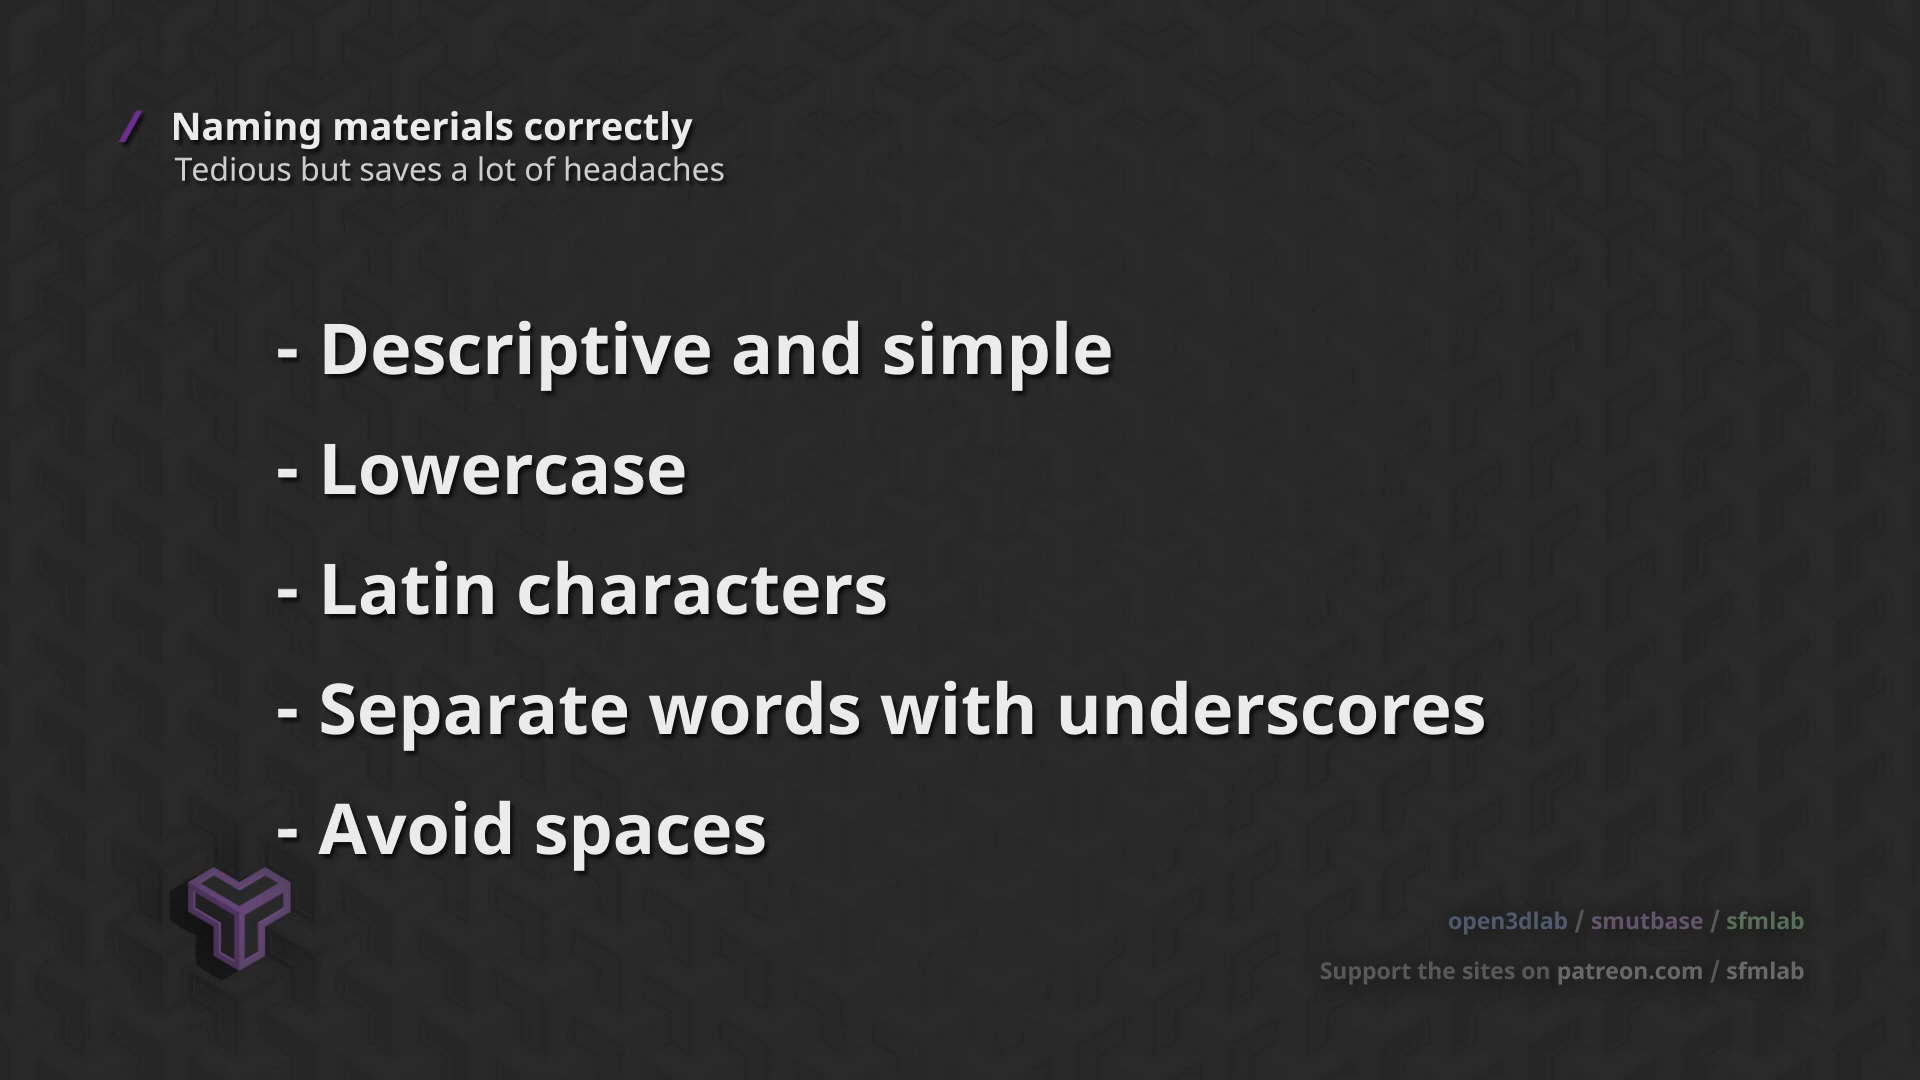 / Naming materials correctly
Tedious but saves a lot of headaches
- Descriptive and simple
- Lowercase
- Latin characters
- Separate words with underscores
- Avoid spaces
open3dlab / smutbase / sfmlab
Support the sites on patreon.com / sfmlab